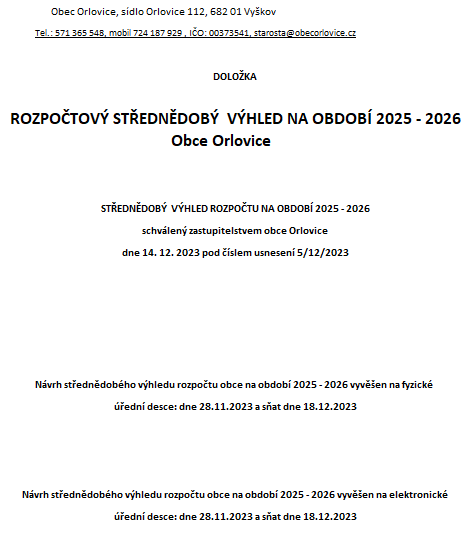 Obec Orlovice, sídlo Orlovice 112, 682 01 Vyškov
Tel.: 571 365 548, mobil 724 187 929 , IČO: 00373541, starosta@obecorlovice.cz
DOLOŽKA
ROZPOČTOVÝ STŘEDNĚDOBÝ VÝHLED NA OBDOBÍ 2025 - 2026
Obce Orlovice
STŘEDNĚDOBÝ VÝHLED ROZPOČTU NA OBDOBÍ 2025 - 2026
schválený zastupitelstvem obce Orlovice
dne 14. 12. 2023 pod číslem usnesení 5/12/2023
Návrh střednědobého výhledu rozpočtu obce na období 2025 - 2026 vyvěšen na fyzické
úřední desce: dne 28.11.2023 a sňat dne 18.12.2023
Návrh střednědobého výhledu rozpočtu obce na období 2025 - 2026 vyvěšen na elektronické
úřední desce: dne 28.11.2023 a sňat dne 18.12.2023